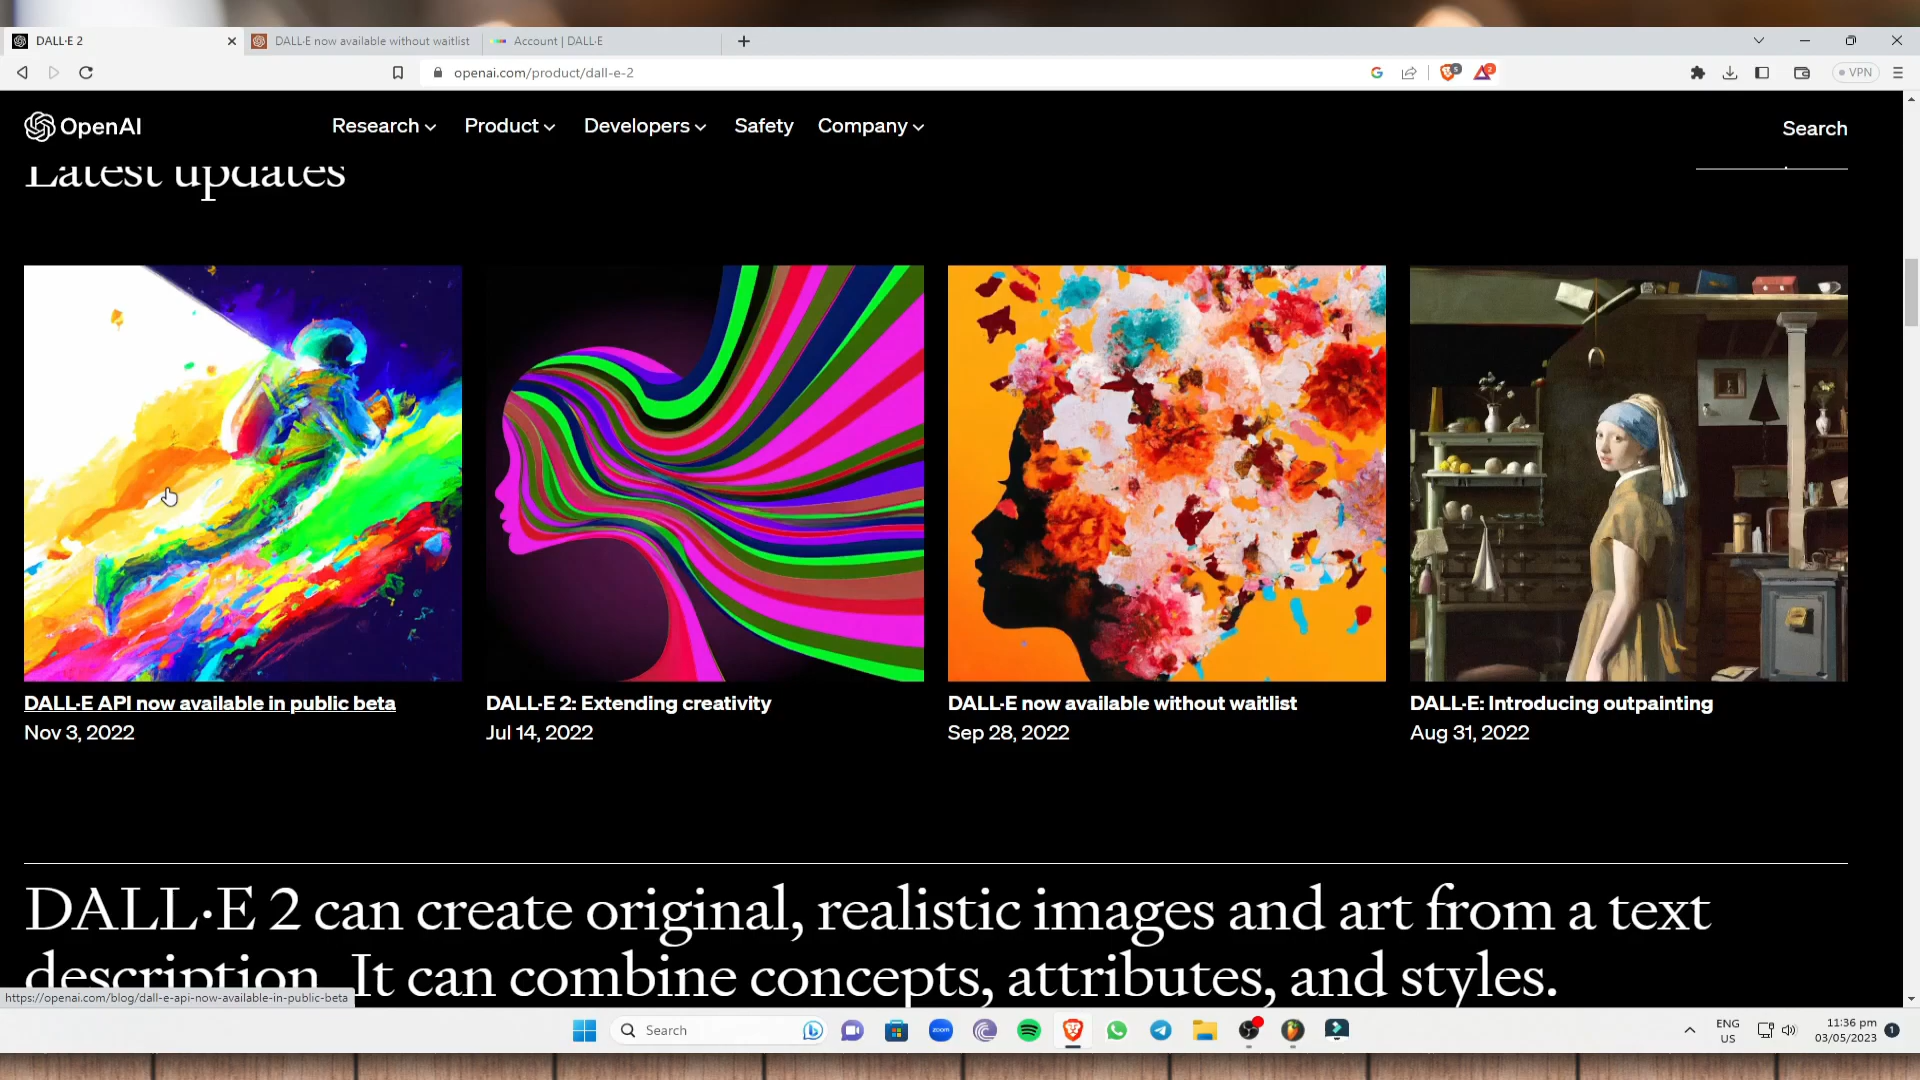 DALL·E 2
DALL·E now available without waitlist
Account | DALL·E
openai.com/product/dall-e-2
5
2
VPN
OpenAI
Research
Product
Developers
Safety
Company
Search
Latest updates
DALL·E API now available in public beta
Nov 3, 2022
DALL·E 2: Extending creativity
Jul 14, 2022
DALL·E now available without waitlist
Sep 28, 2022
DALL·E: Introducing outpainting
Aug 31, 2022
DALL·E 2 can create original, realistic images and art from a text
description. It can combine concepts, attributes, and styles.
https://openai.com/blog/dall-e-api-now-available-in-public-beta
Search
zoom
ENG
US
11:36 pm
03/05/2023
1